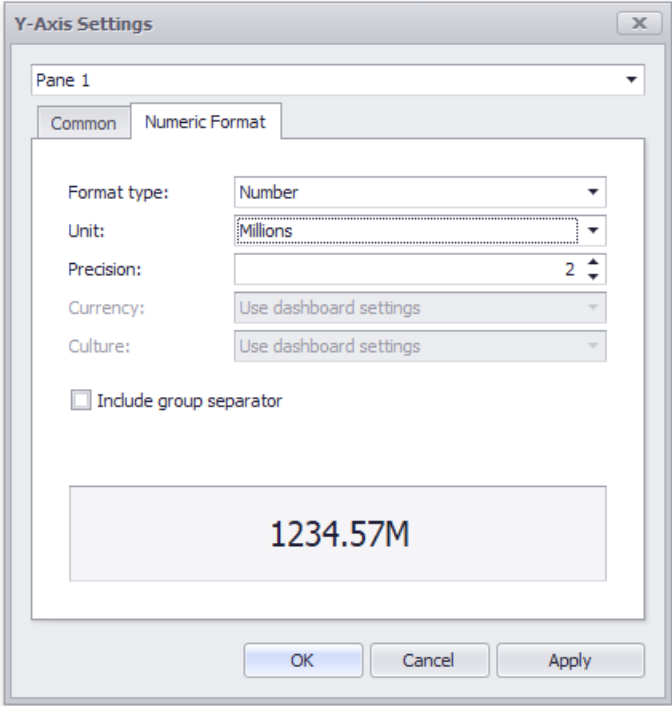 Y-Axis Settings
Pane 1
Common Numeric Format
Format type: Number
Unit: Millions
Precision: 2
Currency: Use dashboard settings
Culture: Use dashboard settings
Include group separator
1234.57M
OK Cancel Apply